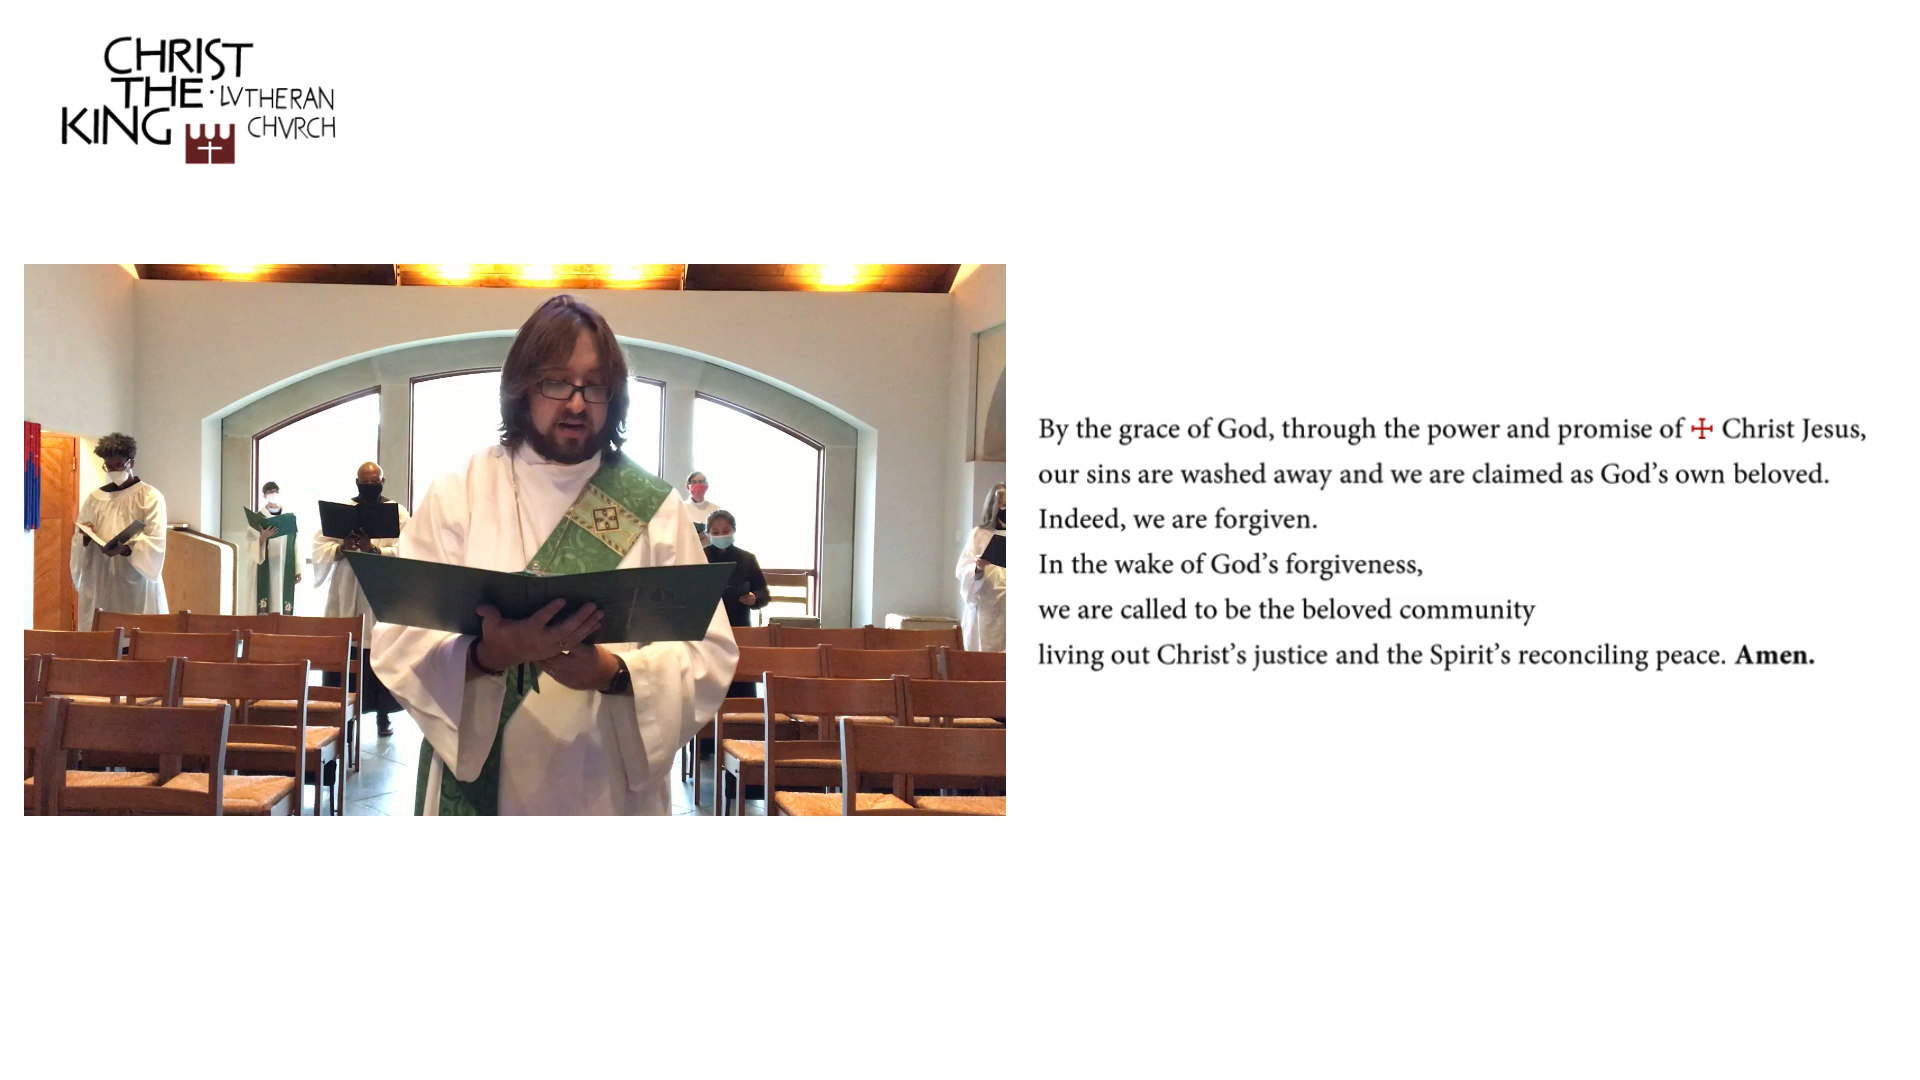 CHRIST
THE · LVTHERAN
KING CHVRCH
By the grace of God, through the power and promise of ☩ Christ Jesus,
our sins are washed away and we are claimed as God’s own beloved.
Indeed, we are forgiven.
In the wake of God’s forgiveness,
we are called to be the beloved community
living out Christ’s justice and the Spirit’s reconciling peace. Amen.